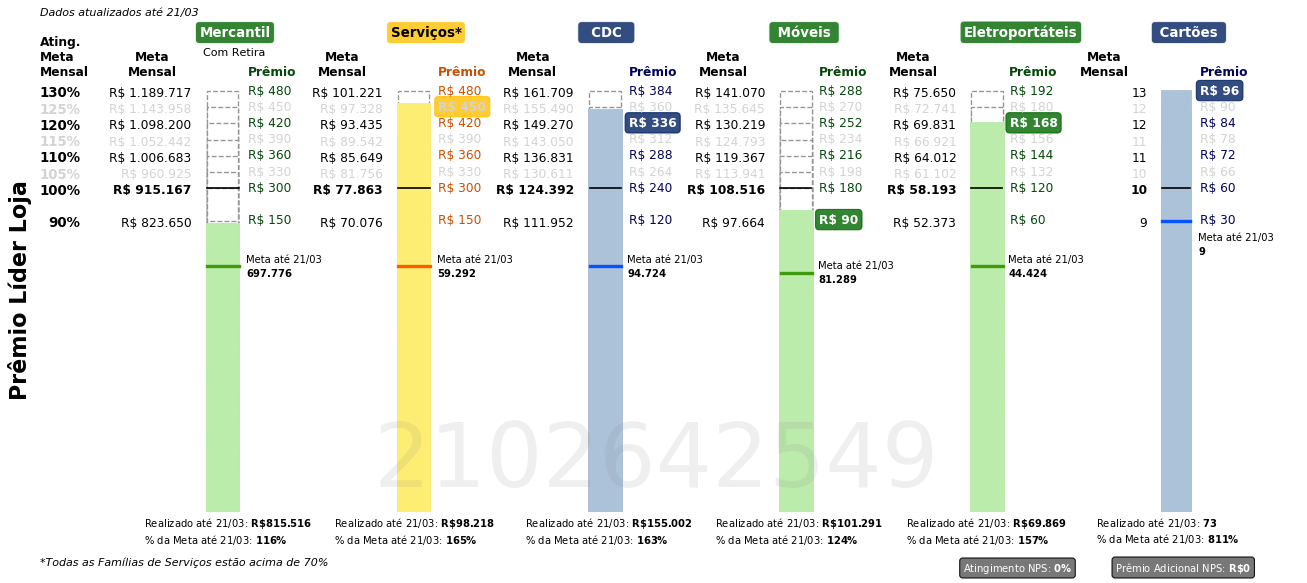 Dados atualizados até 21/03
Mercantil Serviços* CDC Móveis Eletroportáteis Cartões
Com Retira
Ating. Meta Mensal
Meta Mensal Prêmio Meta Mensal Prêmio Meta Mensal Prêmio Meta Mensal Prêmio Meta Mensal Prêmio Meta Mensal Prêmio
130% R$ 1.189.717 R$ 480 R$ 101.221 R$ 480 R$ 161.709 R$ 384 R$ 141.070 R$ 288 R$ 75.650 R$ 192 13 R$ 96
125% R$ 1.143.958 R$ 450 R$ 97.328 R$ 450 R$ 155.490 R$ 360 R$ 135.645 R$ 270 R$ 72.741 R$ 180 12 R$ 90
120% R$ 1.098.200 R$ 420 R$ 93.435 R$ 420 R$ 149.270 R$ 336 R$ 130.219 R$ 252 R$ 69.831 R$ 168 12 R$ 84
115% R$ 1.052.442 R$ 390 R$ 89.542 R$ 390 R$ 143.050 R$ 312 R$ 124.793 R$ 234 R$ 66.921 R$ 156 11 R$ 78
110% R$ 1.006.683 R$ 360 R$ 85.649 R$ 360 R$ 136.831 R$ 288 R$ 119.367 R$ 216 R$ 64.012 R$ 144 11 R$ 72
105% R$ 960.925 R$ 330 R$ 81.756 R$ 330 R$ 130.611 R$ 264 R$ 113.941 R$ 198 R$ 61.102 R$ 132 10 R$ 66
100% R$ 915.167 R$ 300 R$ 77.863 R$ 300 R$ 124.392 R$ 240 R$ 108.516 R$ 180 R$ 58.193 R$ 120 10 R$ 60
90% R$ 823.650 R$ 150 R$ 70.076 R$ 150 R$ 111.952 R$ 120 R$ 97.664 R$ 90 R$ 52.373 R$ 60 9 R$ 30
Meta até 21/03 Meta até 21/03 Meta até 21/03 Meta até 21/03 Meta até 21/03 Meta até 21/03
697.776 59.292 94.724 81.289 44.424 9
Prêmio Líder Loja
2102642549
Realizado até 21/03: R$815.516 Realizado até 21/03: R$98.218 Realizado até 21/03: R$155.002 Realizado até 21/03: R$101.291 Realizado até 21/03: R$69.869 Realizado até 21/03: 73
% da Meta até 21/03: 116% % da Meta até 21/03: 165% % da Meta até 21/03: 163% % da Meta até 21/03: 124% % da Meta até 21/03: 157% % da Meta até 21/03: 811%
*Todas as Famílias de Serviços estão acima de 70% Atingimento NPS: 0% Prêmio Adicional NPS: R$0